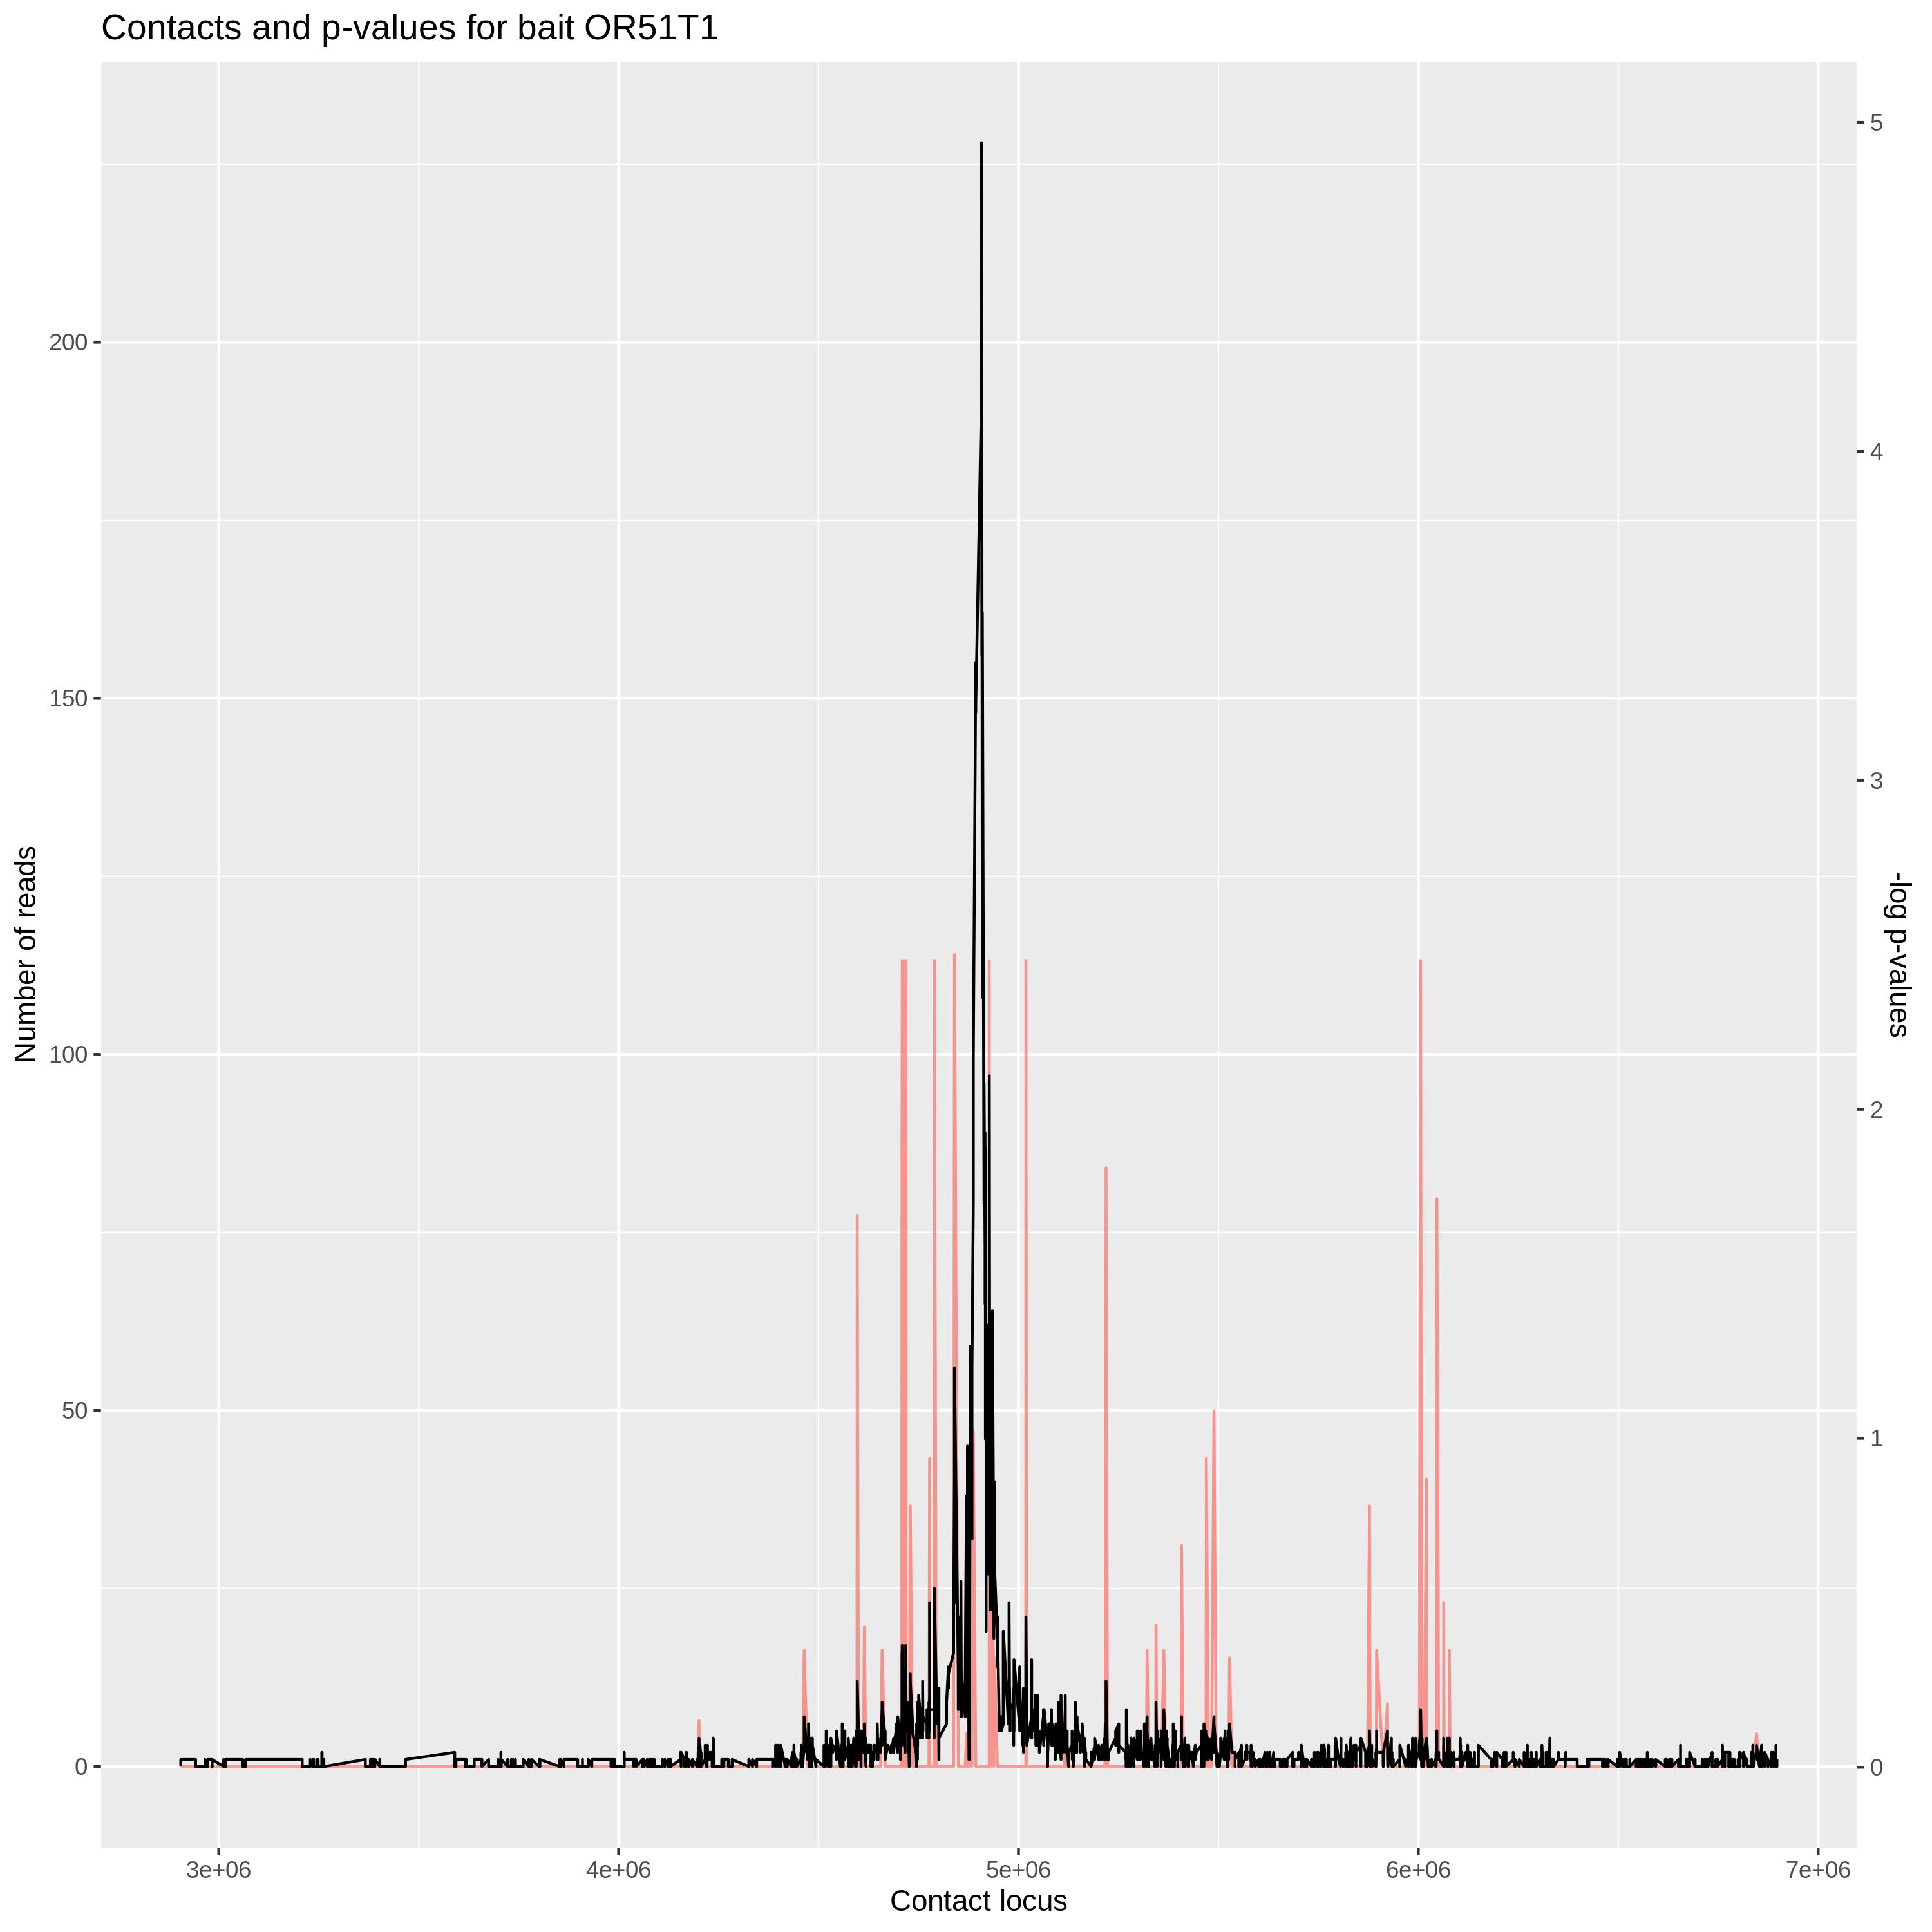 Contacts and p-values for bait OR51T1
Number of reads
200
150
100
50
0
5
4
3
2
1
0
-log p-values
3e+06 4e+06 5e+06 6e+06 7e+06
Contact locus